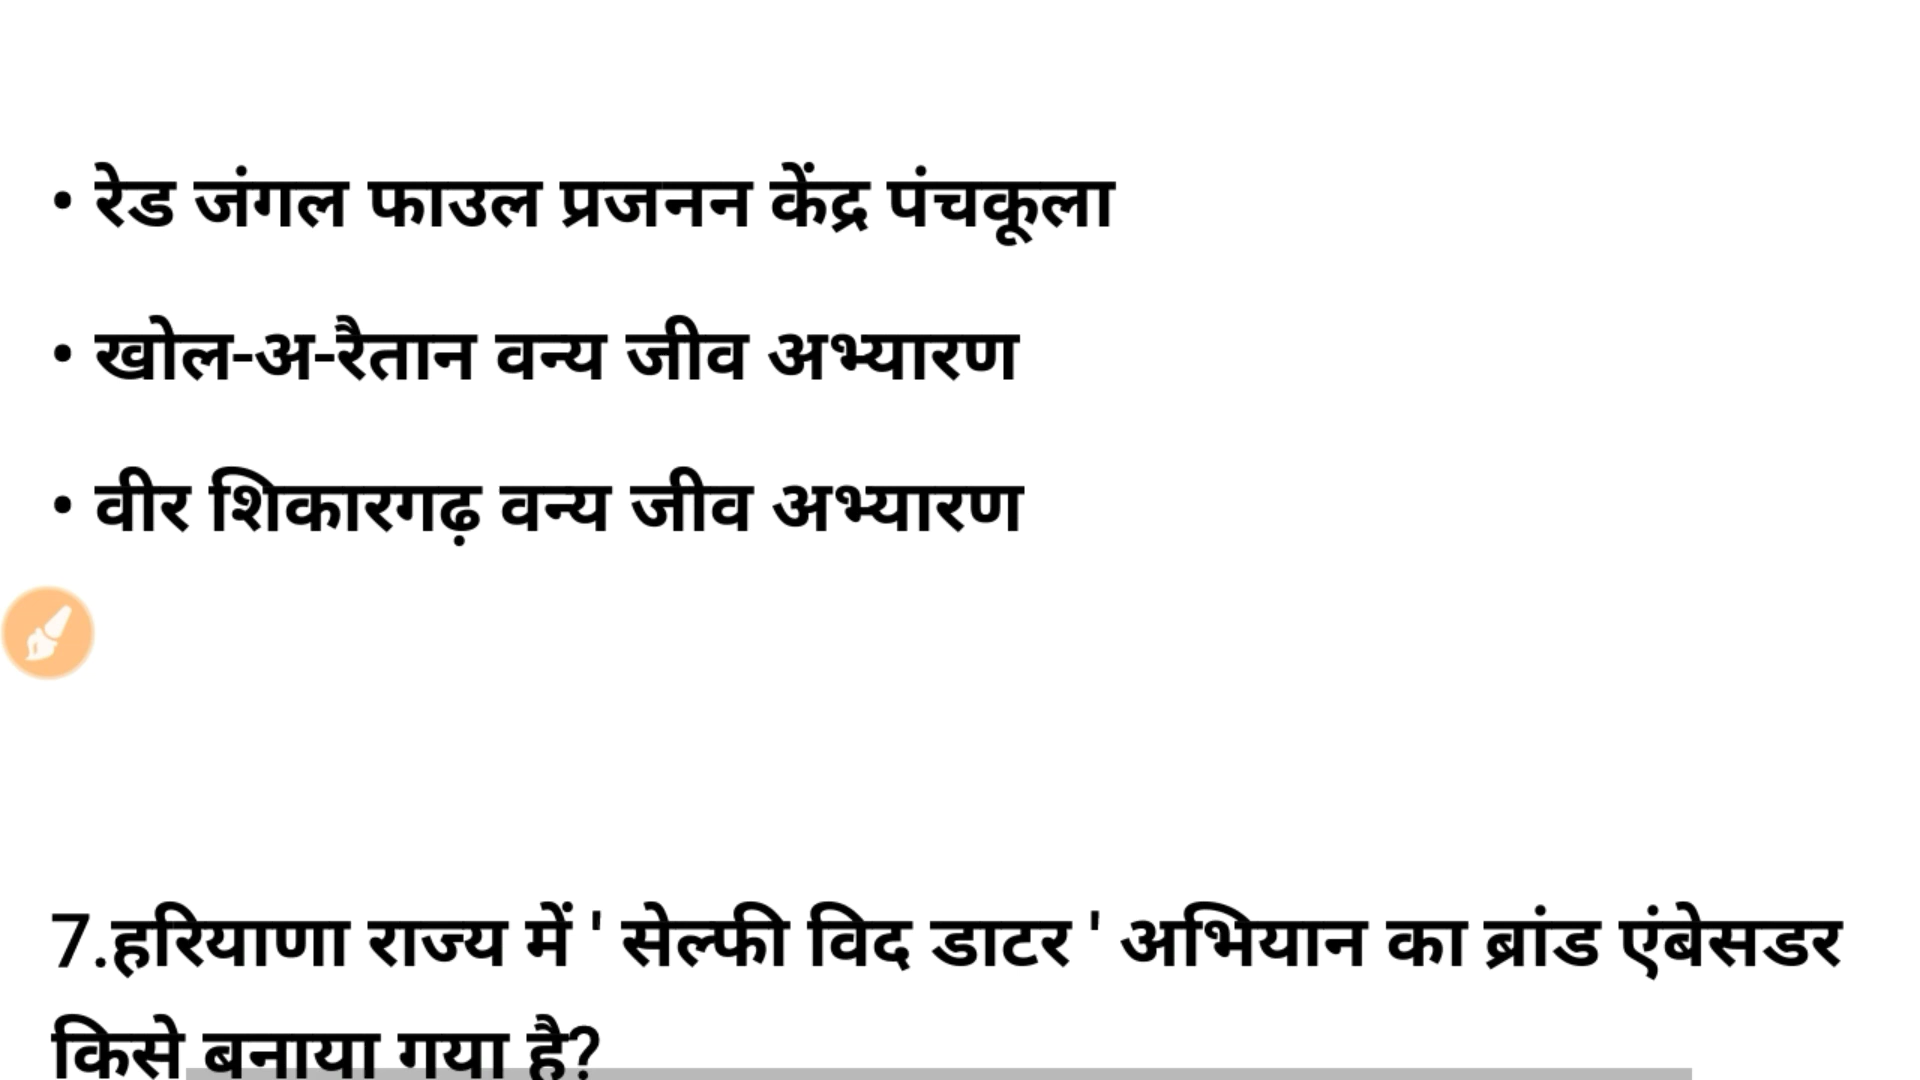 • रेड जंगल फाउल प्रजनन केंद्र पंचकूला
• खोल-अ-रैतान वन्य जीव अभ्यारण
• वीर शिकारगढ़ वन्य जीव अभ्यारण
7.हरियाणा राज्य में ' सेल्फी विद डाटर ' अभियान का ब्रांड एंबेसडर
किसे बनाया गया है?